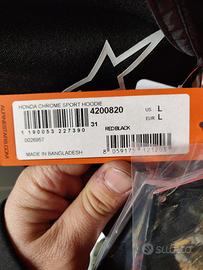 ALPINESTARS.COM
HONDA CHROME SPORT HOODIE
4200820
US L
31
EUR L
1 190053 227390
RED BLACK
0026957
MADE IN BANGLADESH
Subito